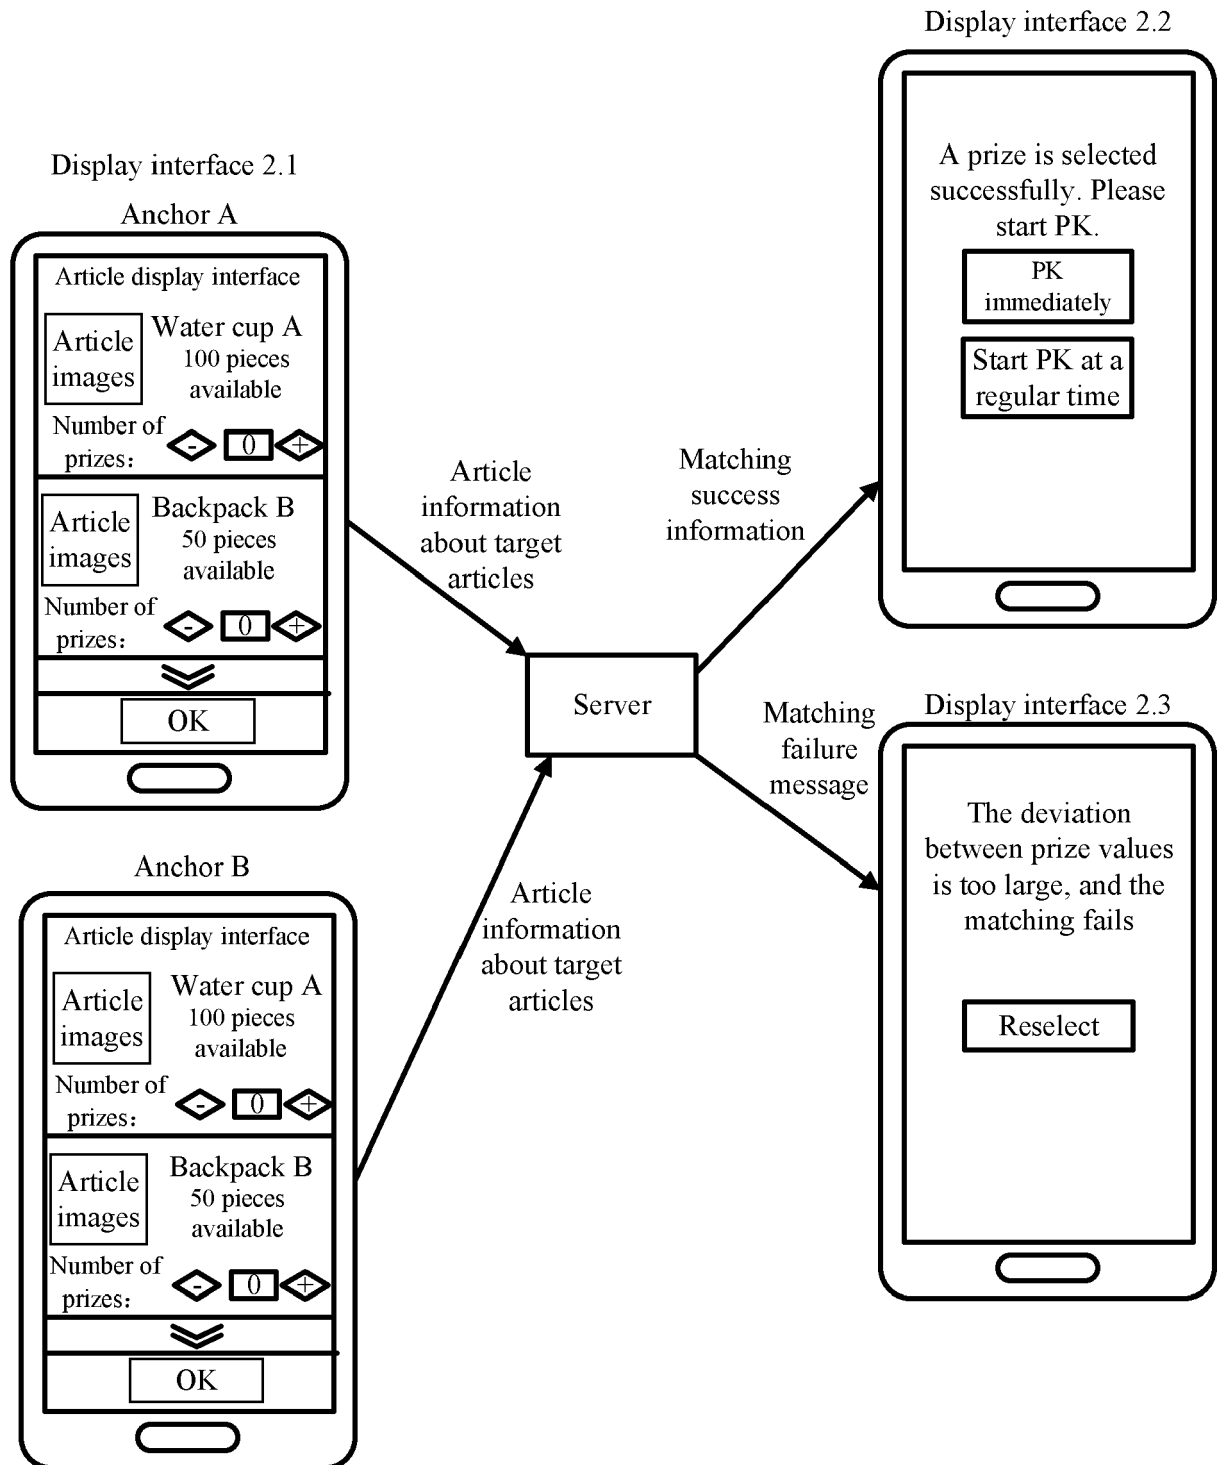 Display interface 2.1
Anchor A
Article display interface
Article
images
Water cup A
100 pieces
available
Number of
prizes：
-
0
+
Article
images
Backpack B
50 pieces
available
Number of
prizes：
-
0
+
OK
Anchor B
Article display interface
Article
images
Water cup A
100 pieces
available
Number of
prizes：
-
0
+
Article
images
Backpack B
50 pieces
available
Number of
prizes：
-
0
+
OK
Article
information
about target
articles
Article
information
about target
articles
Server
Matching
success
information
Matching
failure
message
Display interface 2.2
A prize is selected
successfully. Please
start PK.
PK
immediately
Start PK at a
regular time
Display interface 2.3
The deviation
between prize values
is too large, and the
matching fails
Reselect